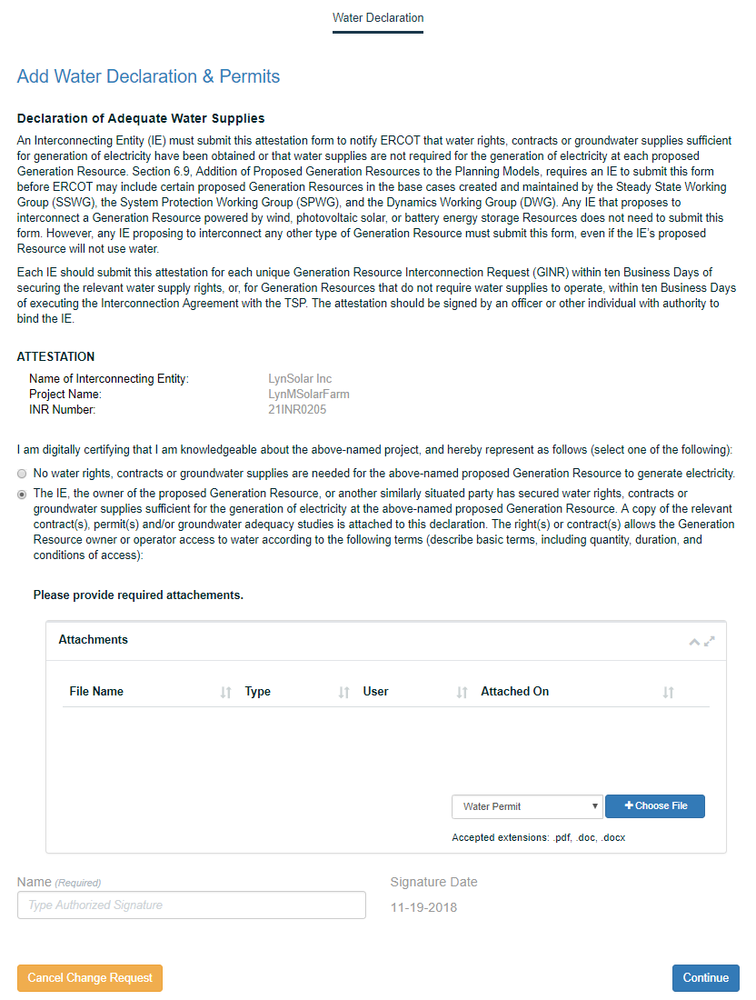 Water Declaration
Add Water Declaration & Permits
Declaration of Adequate Water Supplies
An Interconnecting Entity (IE) must submit this attestation form to notify ERCOT that water rights, contracts or groundwater supplies sufficient
for generation of electricity have been obtained or that water supplies are not required for the generation of electricity at each proposed
Generation Resource. Section 6.9, Addition of Proposed Generation Resources to the Planning Models, requires an IE to submit this form
before ERCOT may include certain proposed Generation Resources in the base cases created and maintained by the Steady State Working
Group (SSWG), the System Protection Working Group (SPWG), and the Dynamics Working Group (DWG). Any IE that proposes to
interconnect a Generation Resource powered by wind, photovoltaic solar, or battery energy storage Resources does not need to submit this
form. However, any IE proposing to interconnect any other type of Generation Resource must submit this form, even if the IE's proposed
Resource will not use water.
Each IE should submit this attestation for each unique Generation Resource Interconnection Request (GINR) within ten Business Days of
securing the relevant water supply rights, or, for Generation Resources that do not require water supplies to operate, within ten Business Days
of executing the Interconnection Agreement with the TSP. The attestation should be signed by an officer or other individual with authority to
bind the IE.
ATTESTATION
Name of Interconnecting Entity: LynSolar Inc
Project Name: LynMSolarFarm
INR Number: 21INR0205
I am digitally certifying that I am knowledgeable about the above-named project, and hereby represent as follows (select one of the following):
No water rights, contracts or groundwater supplies are needed for the above-named proposed Generation Resource to generate electricity.
The IE, the owner of the proposed Generation Resource, or another similarly situated party has secured water rights, contracts or
groundwater supplies sufficient for the generation of electricity at the above-named proposed Generation Resource. A copy of the relevant
contract(s), permit(s) and/or groundwater adequacy studies is attached to this declaration. The right(s) or contract(s) allows the Generation
Resource owner or operator access to water according to the following terms (describe basic terms, including quantity, duration, and
conditions of access):
Please provide required attachements.
Attachments
File Name Type User Attached On
Water Permit Choose File
Accepted extensions: .pdf, .doc, .docx
Name (Required) Signature Date
Type Authorized Signature 11-19-2018
Cancel Change Request Continue